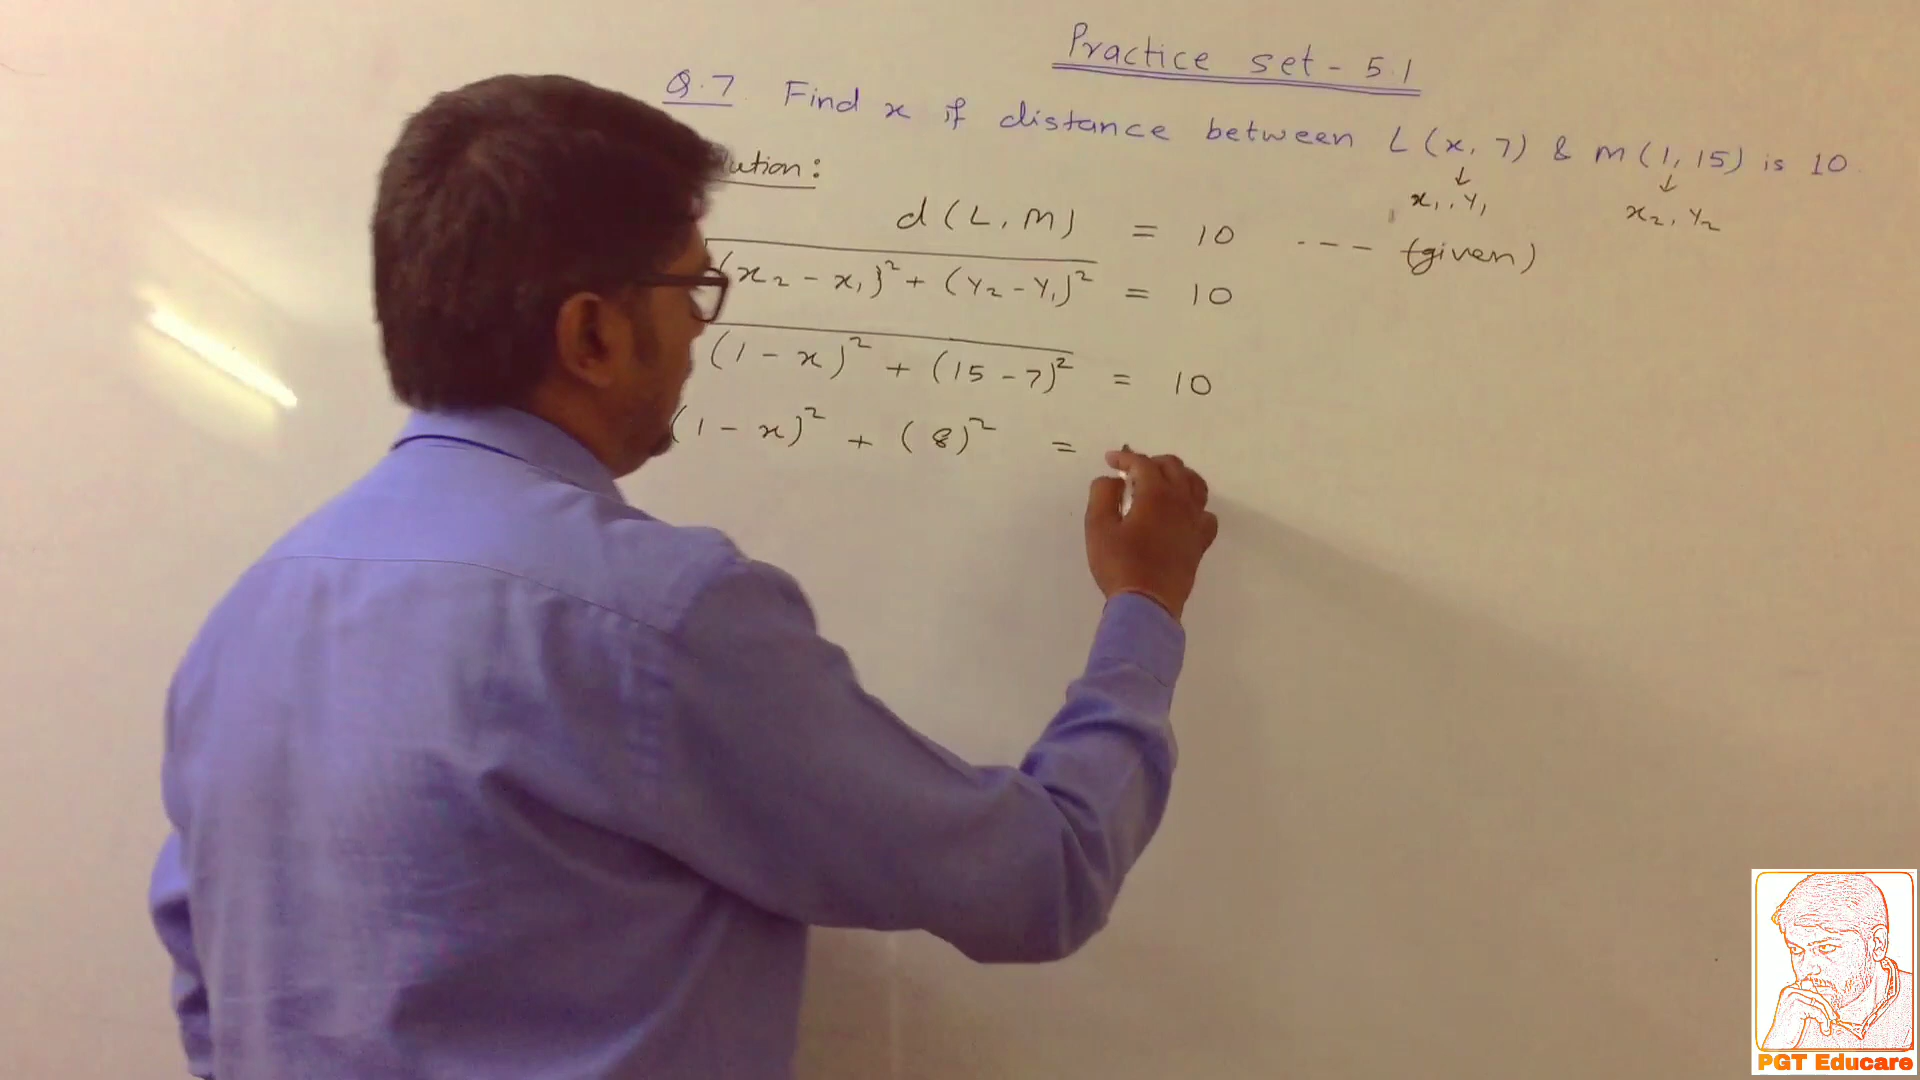 Practice set - 5.1
Q.7 Find x if distance between L (x, 7) & M (1, 15) is 10.
↓ ↓
x₁, y₁ x₂, y₂
lution:
d (L, M) = 10 --- (given)
(x₂ - x₁)² + (y₂ - y₁)² = 10
(1 - x)² + (15 - 7)² = 10
(1 - x)² + (8)² =
PGT Educare